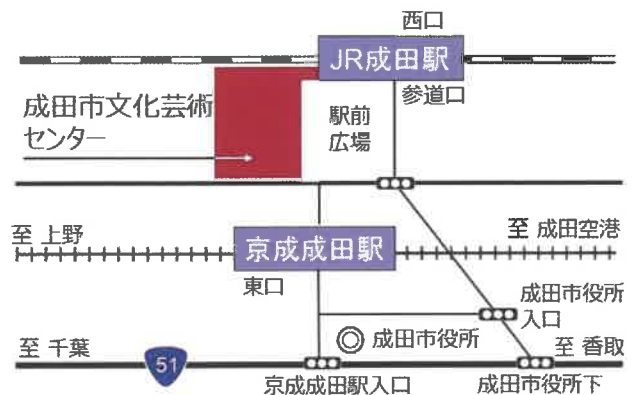 西口
JR成田駅
参道口
成田市文化芸術
センター
駅前
広場
至 上野
京成成田駅
至 成田空港
東口
成田市役所
入口
成田市役所
至 千葉
51
至 香取
京成成田駅入口
成田市役所下